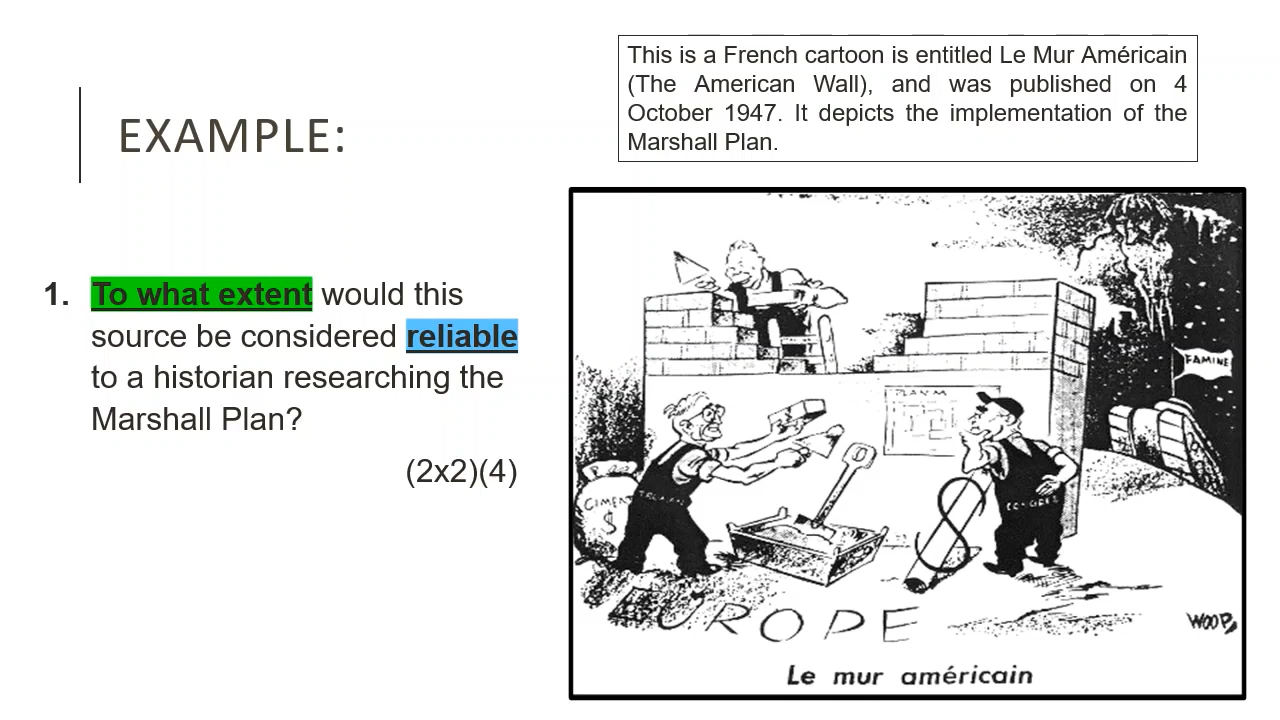 This is a French cartoon is entitled Le Mur Américain
(The American Wall), and was published on 4
October 1947. It depicts the implementation of the
Marshall Plan.
EXAMPLE:
1. To what extent would this
source be considered reliable
to a historian researching the
Marshall Plan?
(2x2)(4)
FAMINE
PLAN M
CIMENT
$
TRUMAN
$
EUROPE
WOOP
Le mur américain